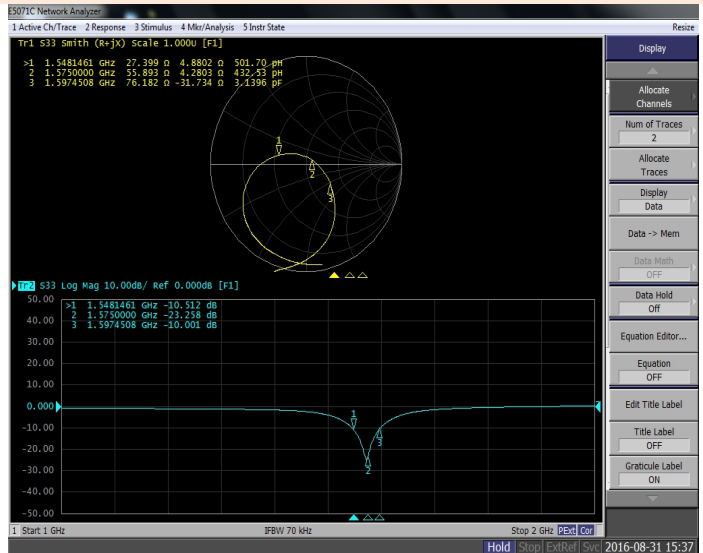 E5071C Network Analyzer
1 Active Ch/Trace 2 Response 3 Stimulus 4 Mkr/Analysis 5 Instr State
Resize
Tr1 S33 Smith (R+jX) Scale 1.000U [F1]
>1 1.5481461 GHz 27.399 Ω 4.8802 Ω 501.70 pH
2 1.5750000 GHz 55.893 Ω 4.2803 Ω 432.53 pH
3 1.5974508 GHz 76.182 Ω -31.734 Ω 3.1396 pF
1
2
3
Tr2 S33 Log Mag 10.00dB/ Ref 0.000dB [F1]
50.00
>1 1.5481461 GHz -10.512 dB
2 1.5750000 GHz -23.258 dB
3 1.5974508 GHz -10.001 dB
40.00
30.00
20.00
10.00
0.000
-10.00
-20.00
-30.00
-40.00
-50.00
1
2
3
1 Start 1 GHz
IFBW 70 kHz
Stop 2 GHz PExt Cor
Display
Allocate
Channels
Num of Traces
2
Allocate
Traces
Display
Data
Data -> Mem
Data Math
OFF
Data Hold
Off
Equation Editor...
Equation
OFF
Edit Title Label
Title Label
OFF
Graticule Label
ON
Hold Stop ExtRef Svc 2016-08-31 15:37